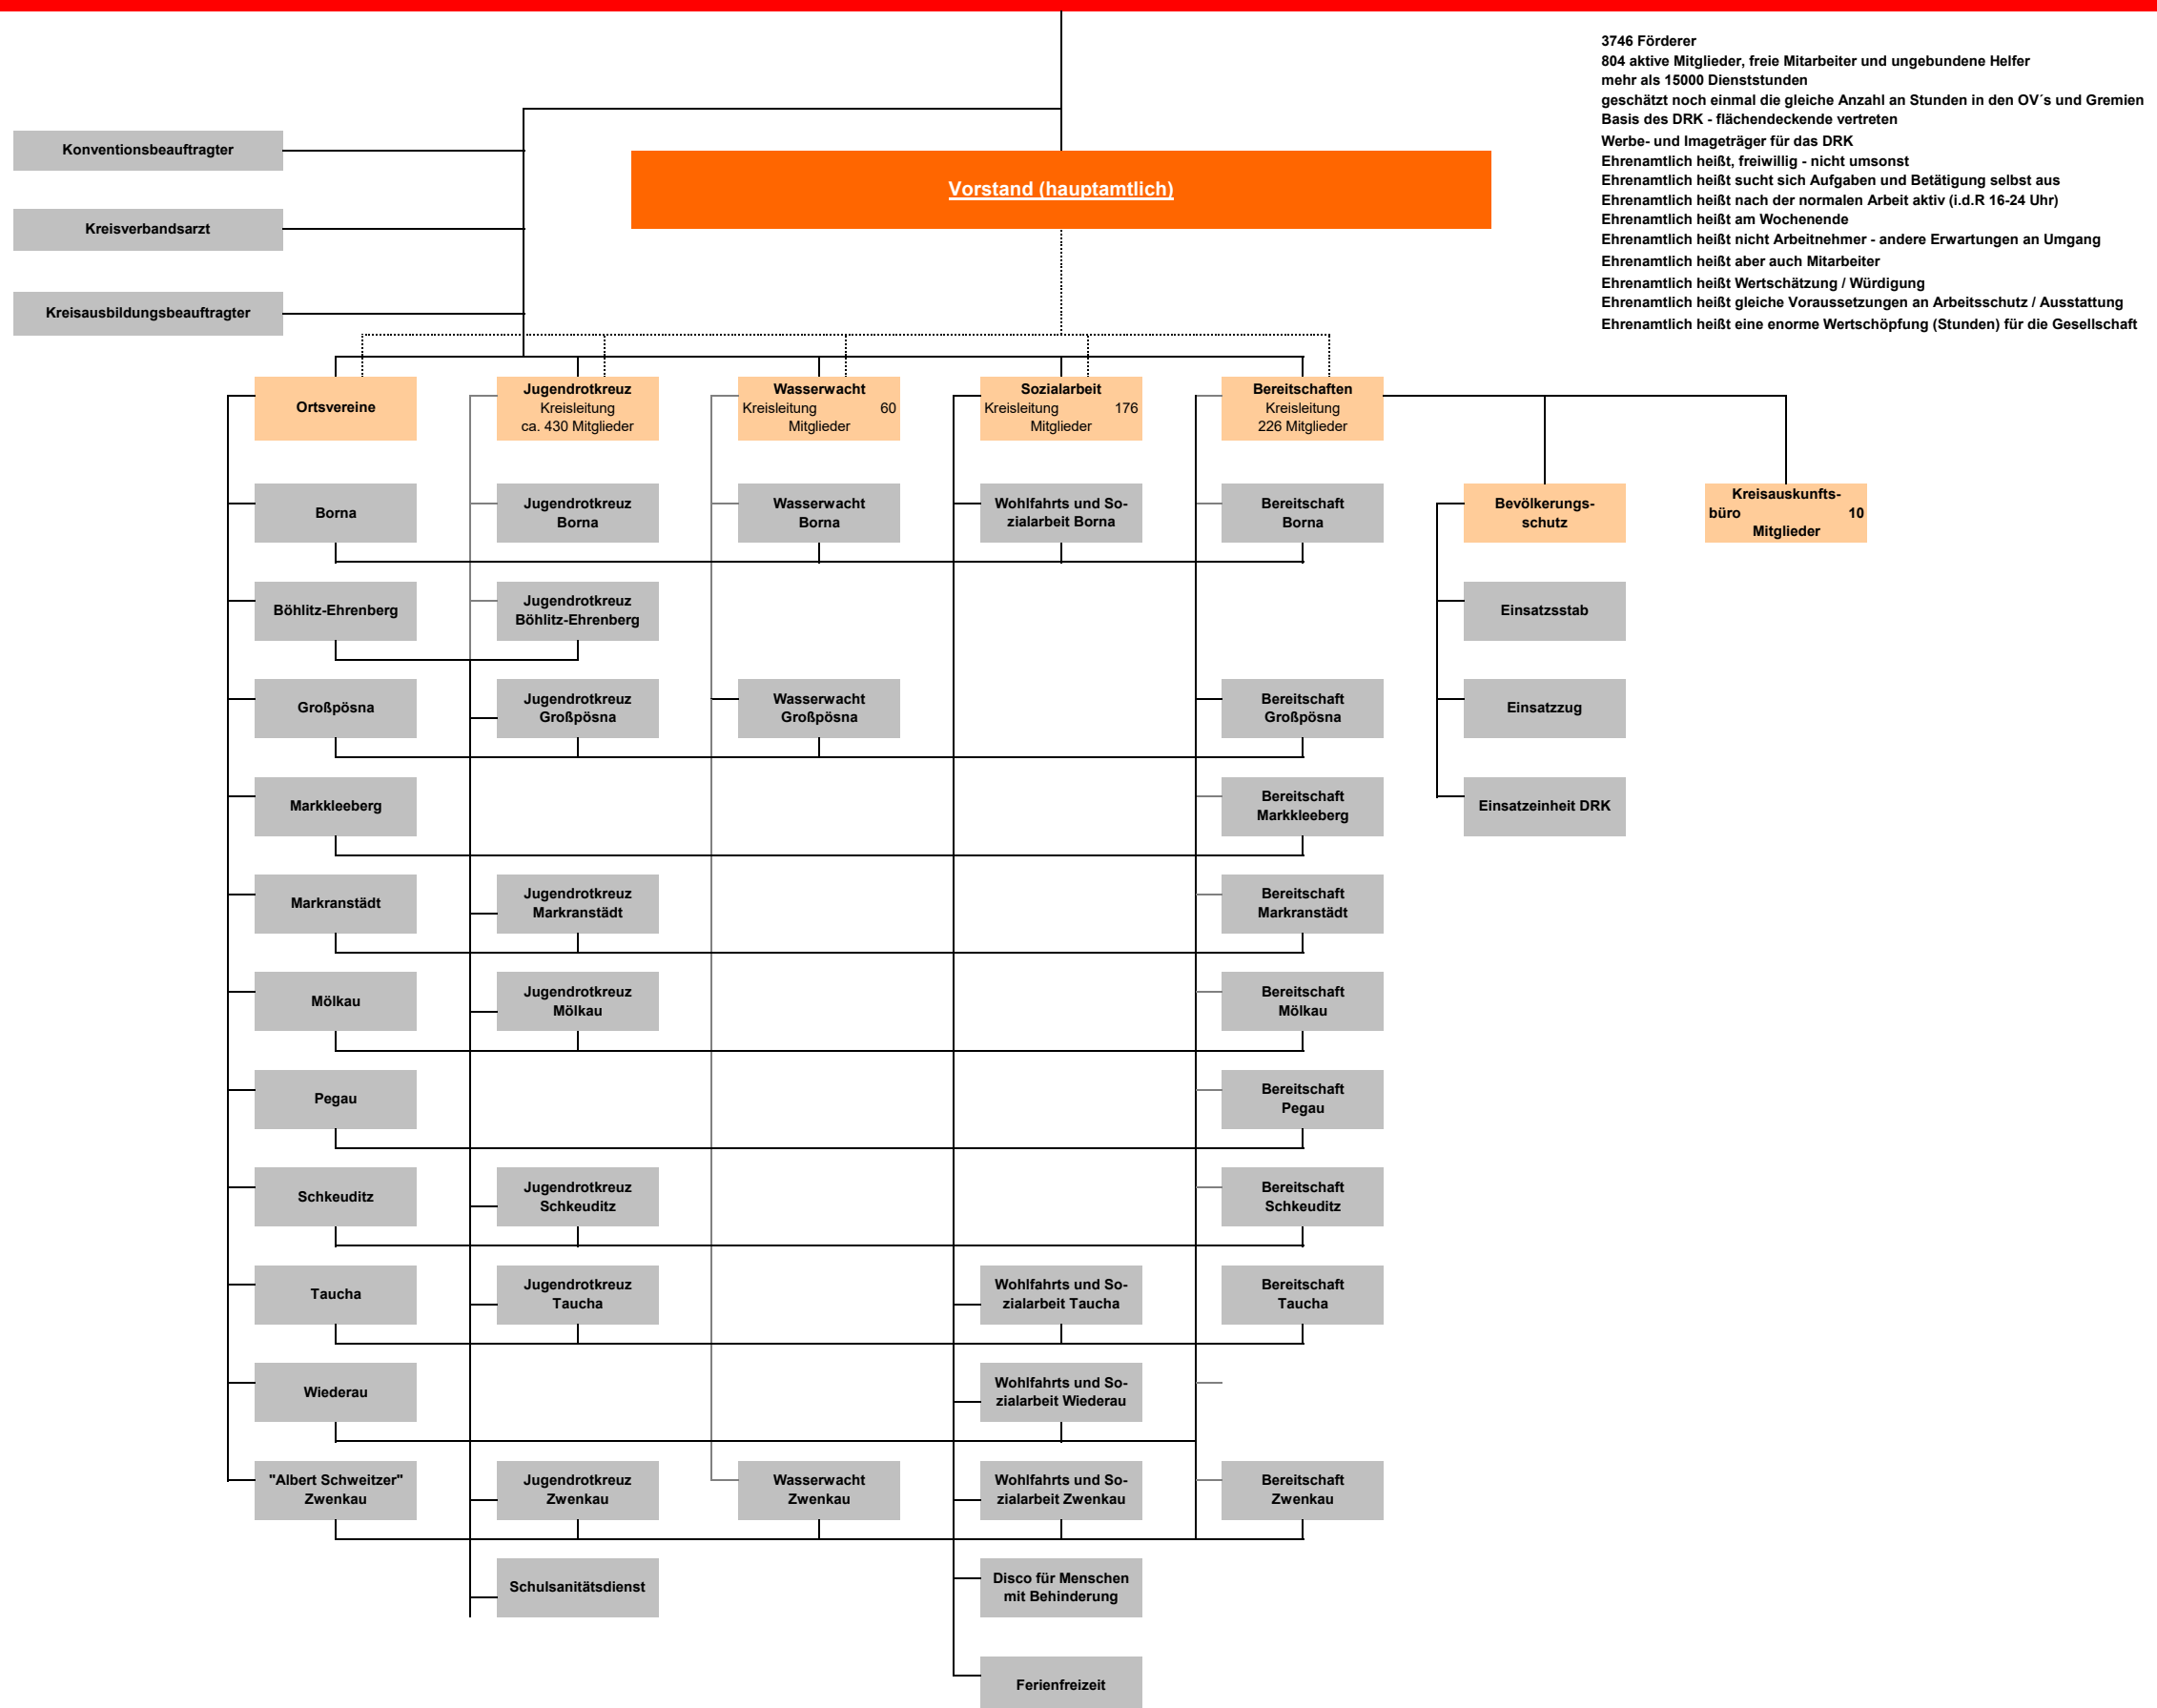 3746 Förderer
804 aktive Mitglieder, freie Mitarbeiter und ungebundene Helfer
mehr als 15000 Dienststunden
geschätzt noch einmal die gleiche Anzahl an Stunden in den OV´s und Gremien
Basis des DRK - flächendeckende vertreten
Werbe- und Imageträger für das DRK
Ehrenamtlich heißt, freiwillig - nicht umsonst
Ehrenamtlich heißt sucht sich Aufgaben und Betätigung selbst aus
Ehrenamtlich heißt nach der normalen Arbeit aktiv (i.d.R 16-24 Uhr)
Ehrenamtlich heißt am Wochenende
Ehrenamtlich heißt nicht Arbeitnehmer - andere Erwartungen an Umgang
Ehrenamtlich heißt aber auch Mitarbeiter
Ehrenamtlich heißt Wertschätzung / Würdigung
Ehrenamtlich heißt gleiche Voraussetzungen an Arbeitsschutz / Ausstattung
Ehrenamtlich heißt eine enorme Wertschöpfung (Stunden) für die Gesellschaft
Konventionsbeauftragter
Vorstand (hauptamtlich)
Kreisverbandsarzt
Kreisausbildungsbeauftragter
Ortsvereine
Jugendrotkreuz
Kreisleitung
ca. 430 Mitglieder
Wasserwacht
Kreisleitung 60
Mitglieder
Sozialarbeit
Kreisleitung 176
Mitglieder
Bereitschaften
Kreisleitung
226 Mitglieder
Borna
Jugendrotkreuz
Borna
Wasserwacht
Borna
Wohlfahrts und So-
zialarbeit Borna
Bereitschaft
Borna
Bevölkerungs-
schutz
Kreisauskunfts-
büro 10
Mitglieder
Böhlitz-Ehrenberg
Jugendrotkreuz
Böhlitz-Ehrenberg
Einsatzstab
Großpösna
Jugendrotkreuz
Großpösna
Wasserwacht
Großpösna
Bereitschaft
Großpösna
Einsatzzug
Markkleeberg
Bereitschaft
Markkleeberg
Einsatzeinheit DRK
Markranstädt
Jugendrotkreuz
Markranstädt
Bereitschaft
Markranstädt
Mölkau
Jugendrotkreuz
Mölkau
Bereitschaft
Mölkau
Pegau
Bereitschaft
Pegau
Schkeuditz
Jugendrotkreuz
Schkeuditz
Bereitschaft
Schkeuditz
Taucha
Jugendrotkreuz
Taucha
Wohlfahrts und So-
zialarbeit Taucha
Bereitschaft
Taucha
Wiederau
Wohlfahrts und So-
zialarbeit Wiederau
"Albert Schweitzer"
Zwenkau
Jugendrotkreuz
Zwenkau
Wasserwacht
Zwenkau
Wohlfahrts und So-
zialarbeit Zwenkau
Bereitschaft
Zwenkau
Schulsanitätsdienst
Disco für Menschen
mit Behinderung
Ferienfreizeit